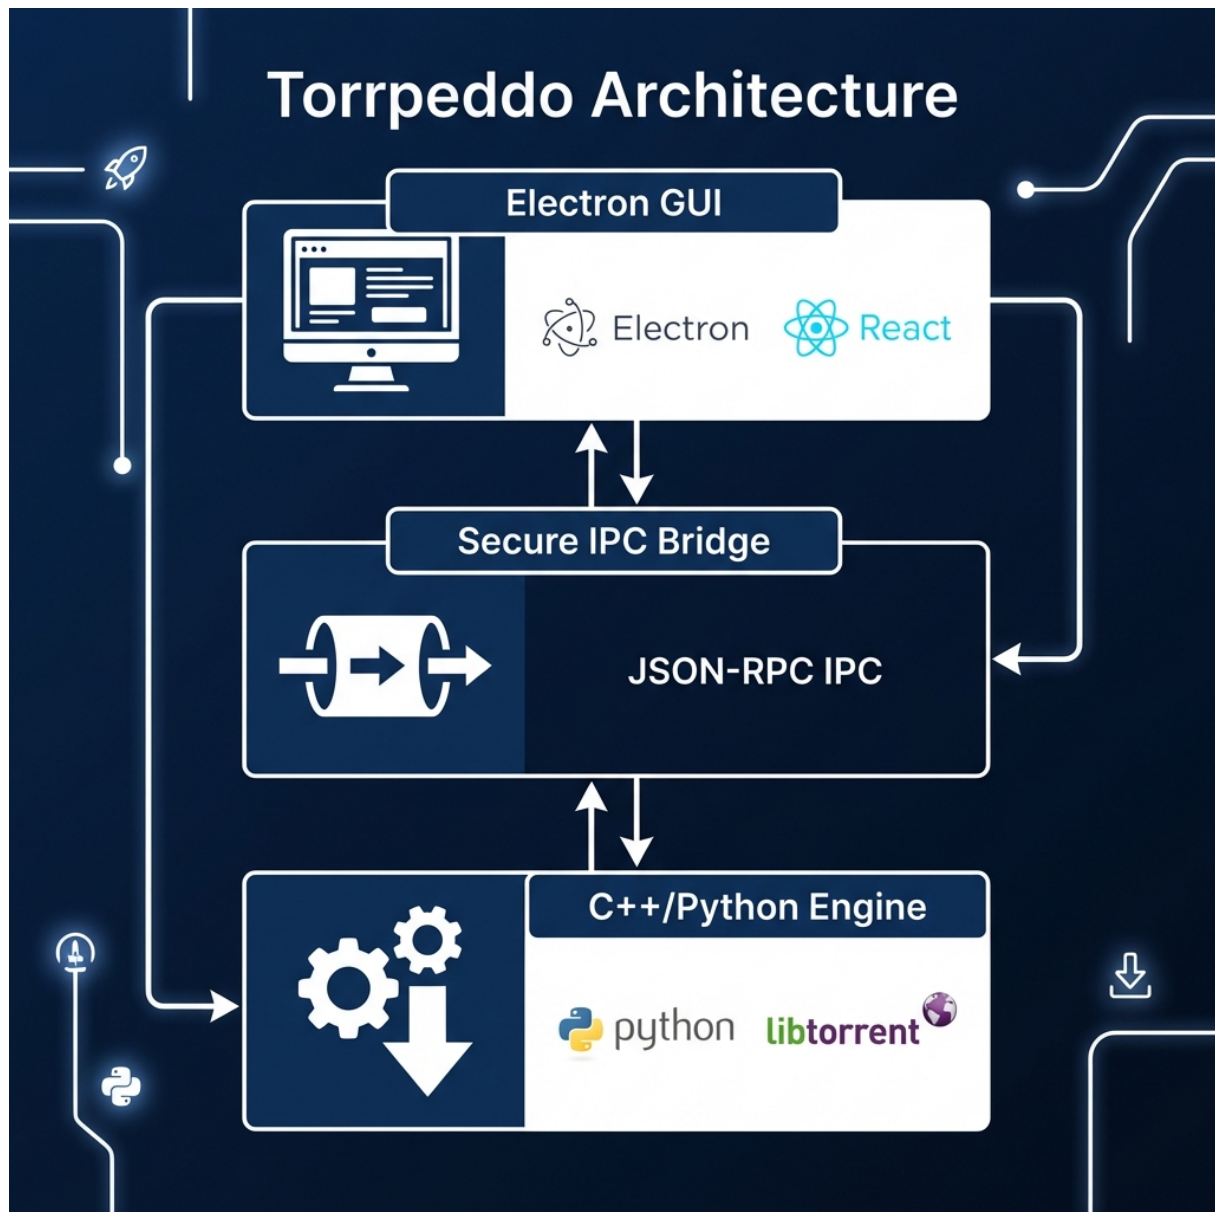 Torrpeddo Architecture
Electron GUI
Electron
React
Secure IPC Bridge
JSON-RPC IPC
C++/Python Engine
python
libtorrent